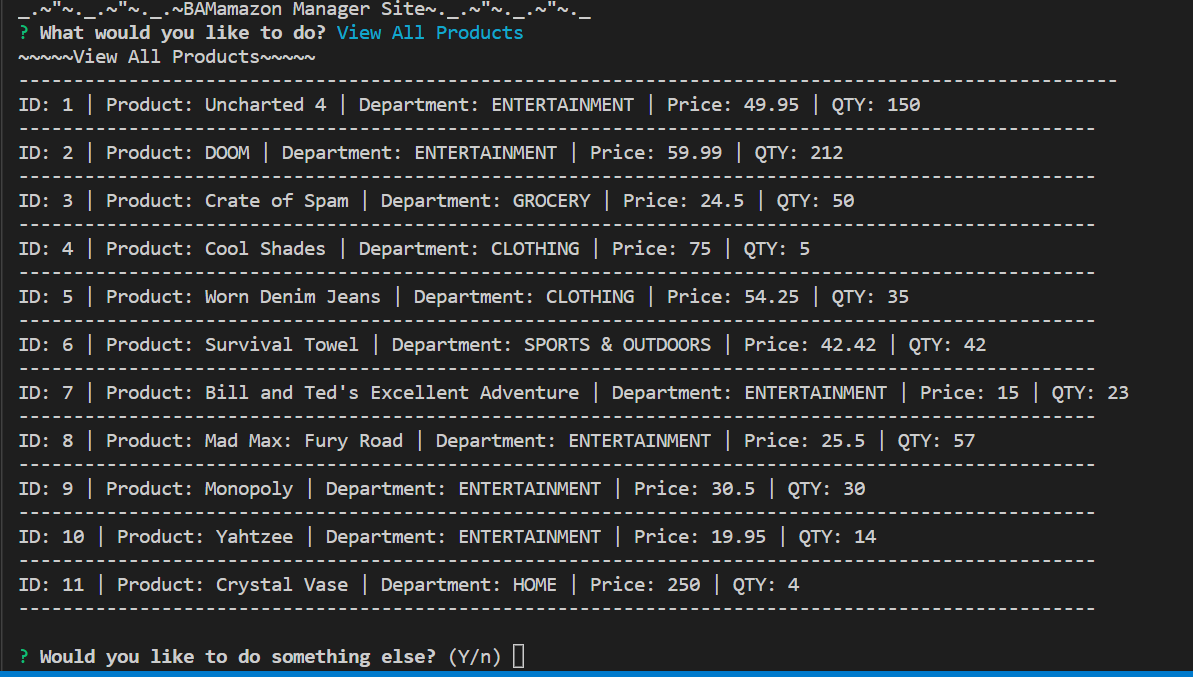 _.~"~._.~"~._.~BAMamazon Manager Site~._.~"~._.~"~._
? What would you like to do? View All Products
~~~~~View All Products~~~~~
----------------------------------------------------------------------------------------------------
ID: 1 | Product: Uncharted 4 | Department: ENTERTAINMENT | Price: 49.95 | QTY: 150
--------------------------------------------------------------------------------------------------
ID: 2 | Product: DOOM | Department: ENTERTAINMENT | Price: 59.99 | QTY: 212
--------------------------------------------------------------------------------------------------
ID: 3 | Product: Crate of Spam | Department: GROCERY | Price: 24.5 | QTY: 50
--------------------------------------------------------------------------------------------------
ID: 4 | Product: Cool Shades | Department: CLOTHING | Price: 75 | QTY: 5
--------------------------------------------------------------------------------------------------
ID: 5 | Product: Worn Denim Jeans | Department: CLOTHING | Price: 54.25 | QTY: 35
--------------------------------------------------------------------------------------------------
ID: 6 | Product: Survival Towel | Department: SPORTS & OUTDOORS | Price: 42.42 | QTY: 42
--------------------------------------------------------------------------------------------------
ID: 7 | Product: Bill and Ted's Excellent Adventure | Department: ENTERTAINMENT | Price: 15 | QTY: 23
--------------------------------------------------------------------------------------------------
ID: 8 | Product: Mad Max: Fury Road | Department: ENTERTAINMENT | Price: 25.5 | QTY: 57
--------------------------------------------------------------------------------------------------
ID: 9 | Product: Monopoly | Department: ENTERTAINMENT | Price: 30.5 | QTY: 30
--------------------------------------------------------------------------------------------------
ID: 10 | Product: Yahtzee | Department: ENTERTAINMENT | Price: 19.95 | QTY: 14
--------------------------------------------------------------------------------------------------
ID: 11 | Product: Crystal Vase | Department: HOME | Price: 250 | QTY: 4
--------------------------------------------------------------------------------------------------
? Would you like to do something else? (Y/n)